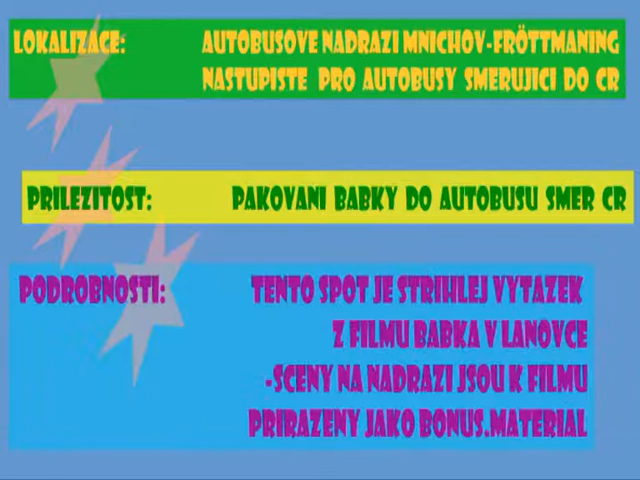 LOKALIZACE: AUTOBUSOVE NADRAZI MNICHOV-FRÖTTMANING
NASTUPISTE PRO AUTOBUSY SMERUJICI DO CR
PRILEZITOST: PAKOVANI BABKY DO AUTOBUSU SMER CR
PODROBNOSTI: TENTO SPOT JE STRIHLEJ VYTAZEK
Z FILMU BABKA V LANOVCE
-SCENY NA NADRAZI JSOU K FILMU
PRIRAZENY JAKO BONUS.MATERIAL